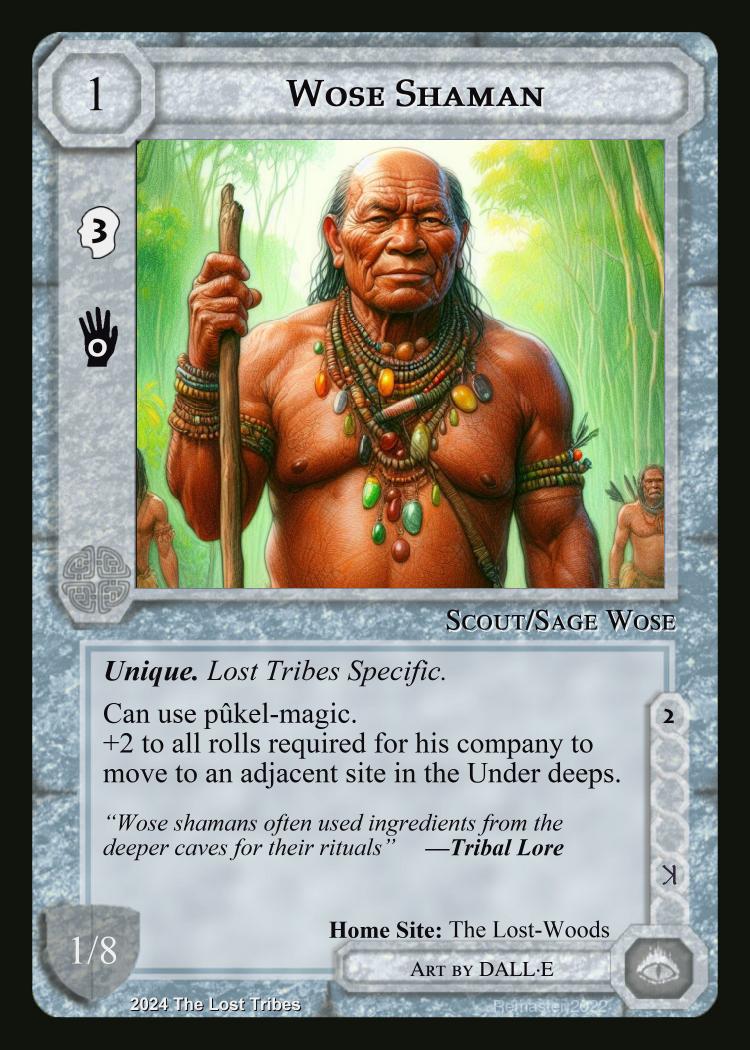 1
Wose Shaman
3
Scout/Sage Wose
Unique. Lost Tribes Specific.
Can use pûkel-magic.
+2 to all rolls required for his company to
move to an adjacent site in the Under deeps.
2
“Wose shamans often used ingredients from the
deeper caves for their rituals” —Tribal Lore
Home Site: The Lost-Woods
1/8
Art by DALL·E
2024 The Lost Tribes
Remaster 2022